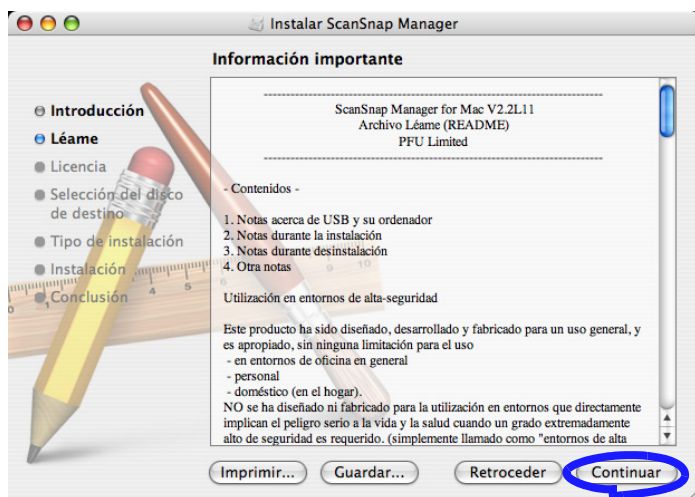 Instalar ScanSnap Manager
Información importante
Introducción
Léame
Licencia
Selección del disco
de destino
Tipo de instalación
Instalación
Conclusión
ScanSnap Manager for Mac V2.2L11
Archivo Léame (README)
PFU Limited
- Contenidos -
1. Notas acerca de USB y su ordenador
2. Notas durante la instalación
3. Notas durante desinstalación
4. Otra notas
Utilización en entornos de alta-seguridad
Este producto ha sido diseñado, desarrollado y fabricado para un uso general, y
es apropiado, sin ninguna limitación para el uso
- en entornos de oficina en general
- personal
- doméstico (en el hogar).
NO se ha diseñado ni fabricado para la utilización en entornos que directamente
implican el peligro serio a la vida y la salud cuando un grado extremadamente
alto de seguridad es requerido. (simplemente llamado como "entornos de alta
Imprimir...
Guardar...
Retroceder
Continuar